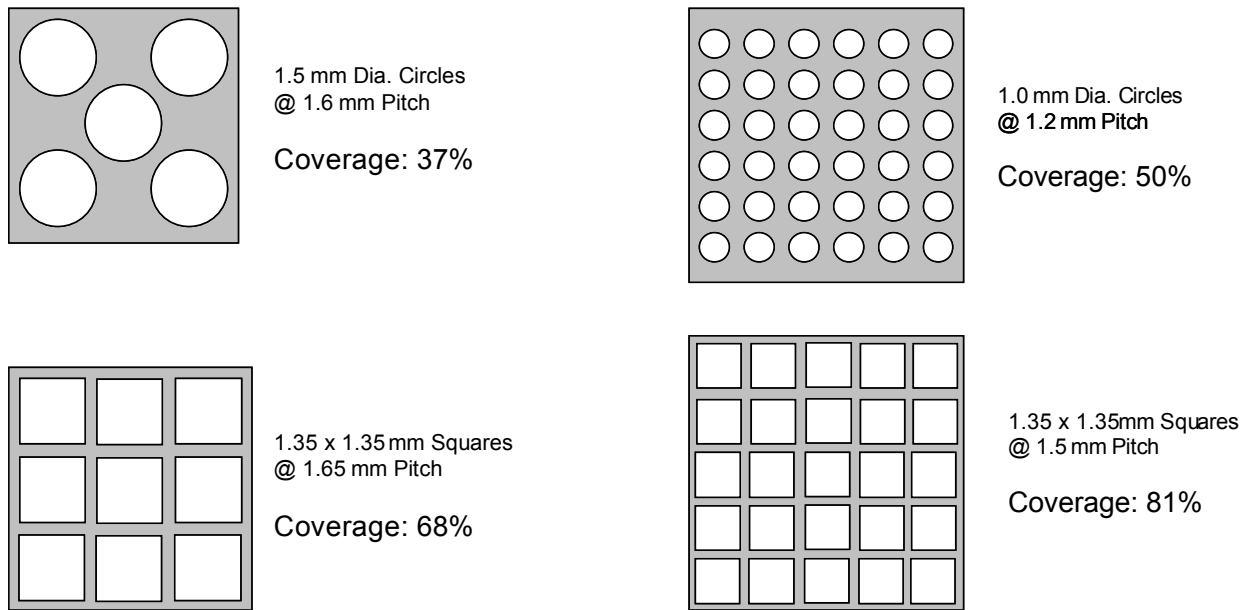 1.5 mm Dia. Circles
@ 1.6 mm Pitch
Coverage: 37%
1.0 mm Dia. Circles
@ 1.2 mm Pitch
Coverage: 50%
1.35 x 1.35 mm Squares
@ 1.65 mm Pitch
Coverage: 68%
1.35 x 1.35mm Squares
@ 1.5 mm Pitch
Coverage: 81%